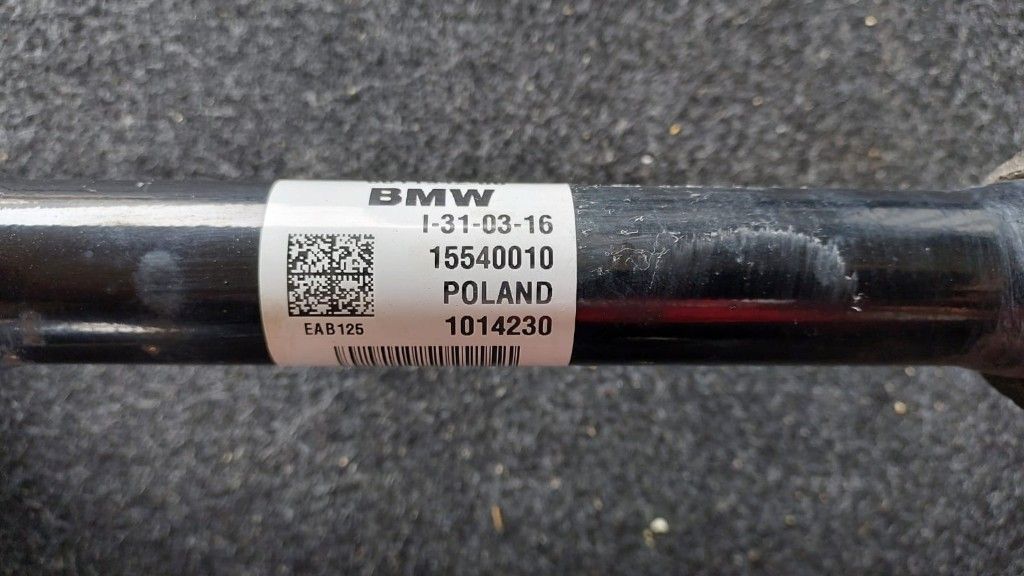 BMW
I-31-03-16
15540010
POLAND
EAB125
1014230